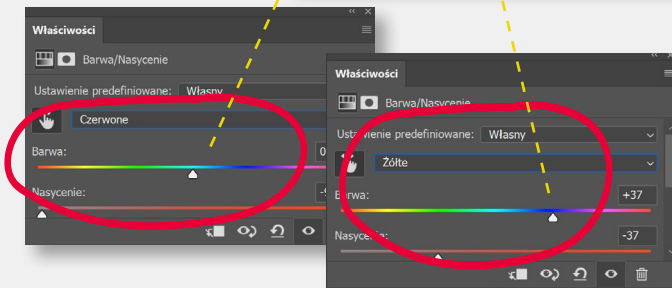 Właściwości
Barwa/Nasycenie
Ustawienie predefiniowane: Własny
Czerwone
Barwa:
Nasycenie:
Właściwości
Barwa/Nasycenie
Ustawienie predefiniowane: Własny
Żółte
Barwa: +37
Nasycenie: -37